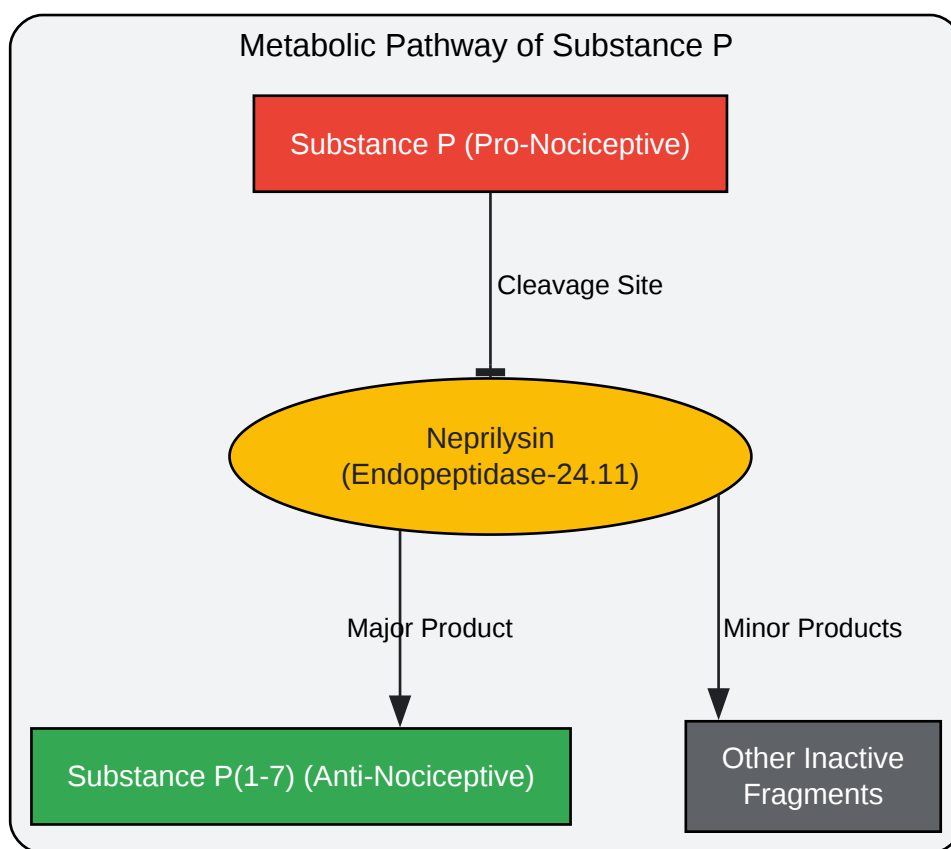 Metabolic Pathway of Substance P
Substance P (Pro-Nociceptive)
Cleavage Site
Neprilysin
(Endopeptidase-24.11)
Major Product
Minor Products
Substance P(1-7) (Anti-Nociceptive)
Other Inactive
Fragments